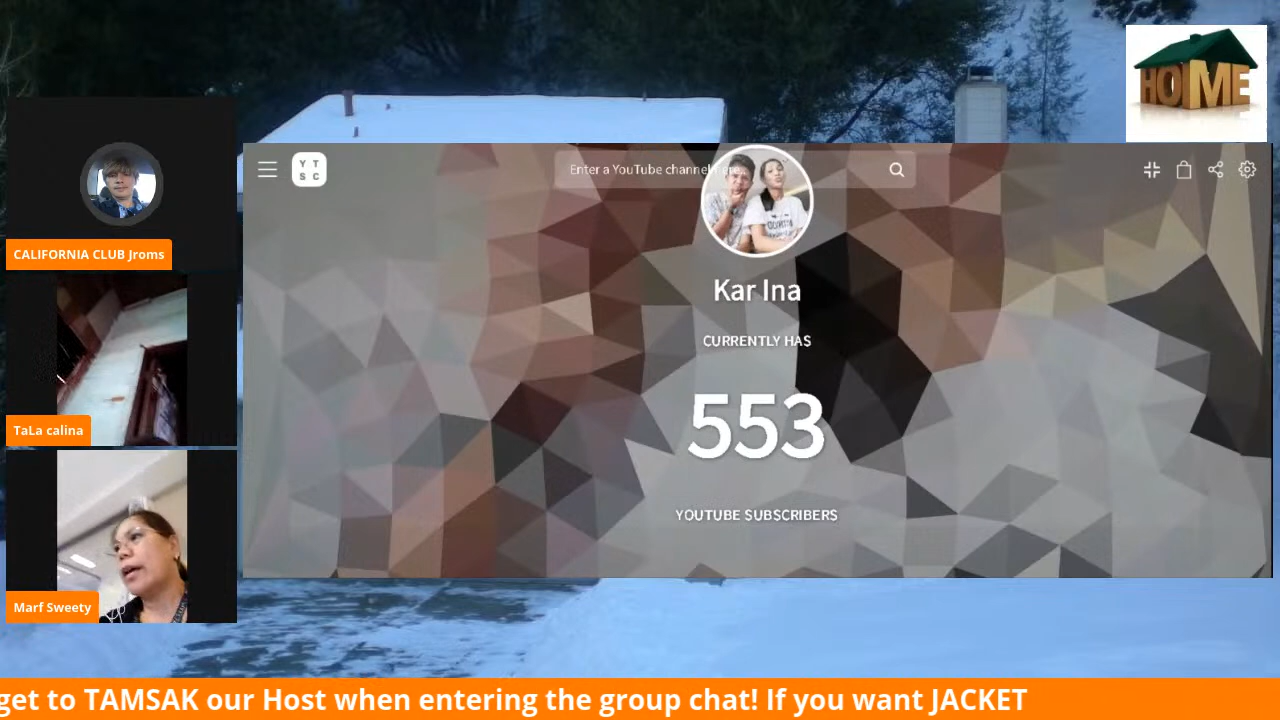 HOME
CALIFORNIA CLUB Jroms
TaLa calina
Marf Sweety
Y T
S C
Enter a YouTube channel
Kar Ina
CURRENTLY HAS
553
YOUTUBE SUBSCRIBERS
get to TAMSAK our Host when entering the group chat! If you want JACKET